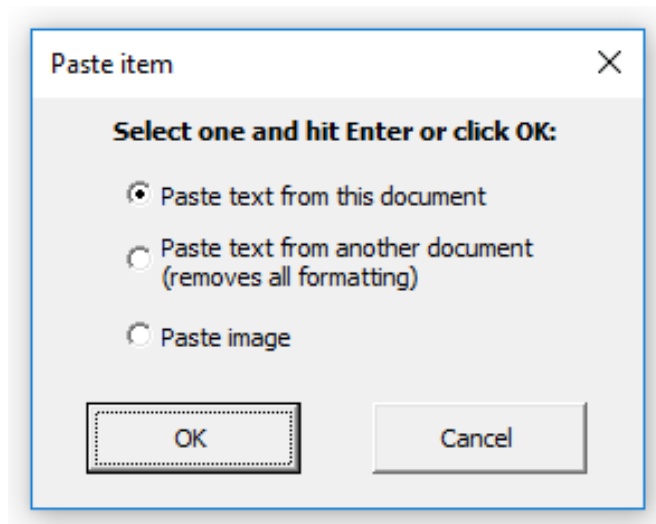 Paste item
Select one and hit Enter or click OK:
Paste text from this document
Paste text from another document
(removes all formatting)
Paste image
OK
Cancel